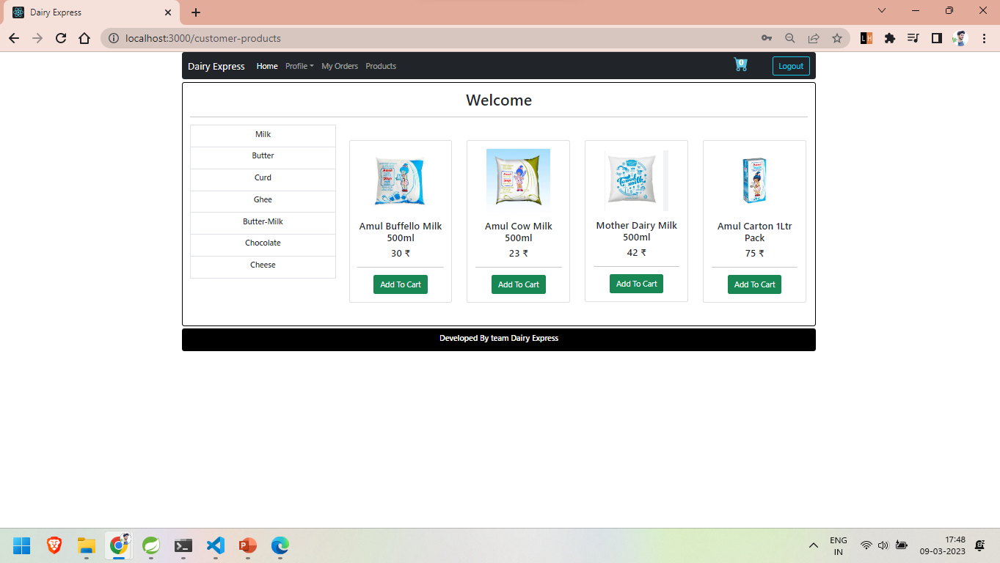 Dairy Express
localhost:3000/customer-products
L H
Dairy Express Home Profile My Orders Products 0 Logout
Welcome
Milk
Butter
Curd
Ghee
Butter-Milk
Chocolate
Cheese
Amul Buffello Milk
500ml
30 ₹
Add To Cart
Amul Cow Milk
500ml
23 ₹
Add To Cart
Mother Dairy Milk
500ml
42 ₹
Add To Cart
Amul Carton 1Ltr
Pack
75 ₹
Add To Cart
Developed By team Dairy Express
ENG
IN
17:48
09-03-2023